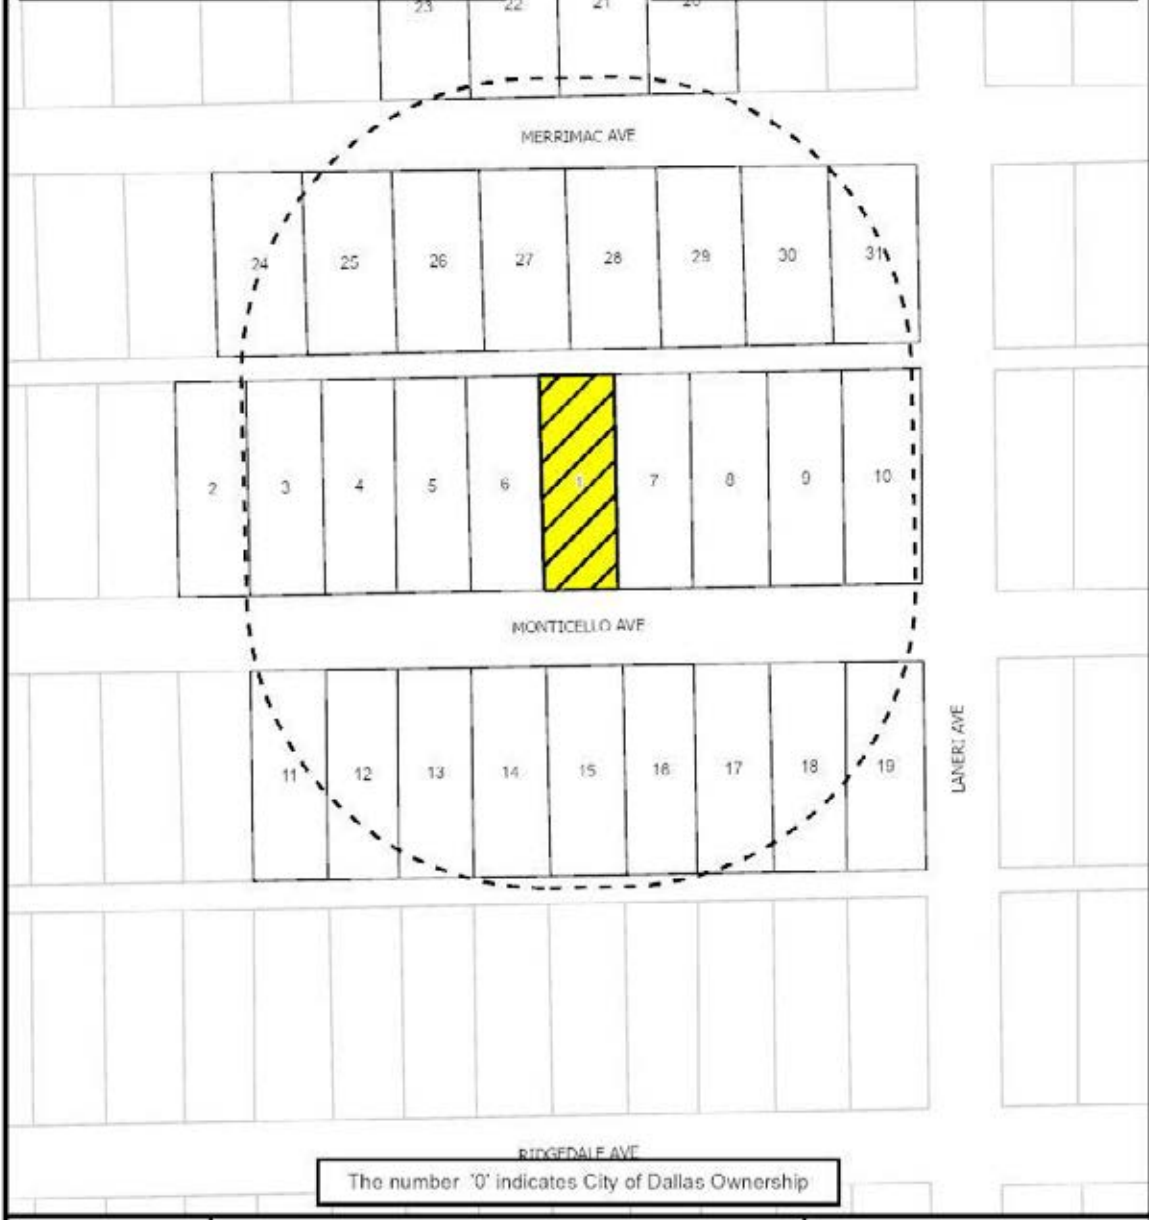 23 22 21 20
MERRIMAC AVE
24 25 26 27 28 29 30 31
2 3 4 5 6 1 7 8 9 10
MONTICELLO AVE
11 12 13 14 15 16 17 18 19
LANERI AVE
RIDGEDALE AVE
The number '0' indicates City of Dallas Ownership